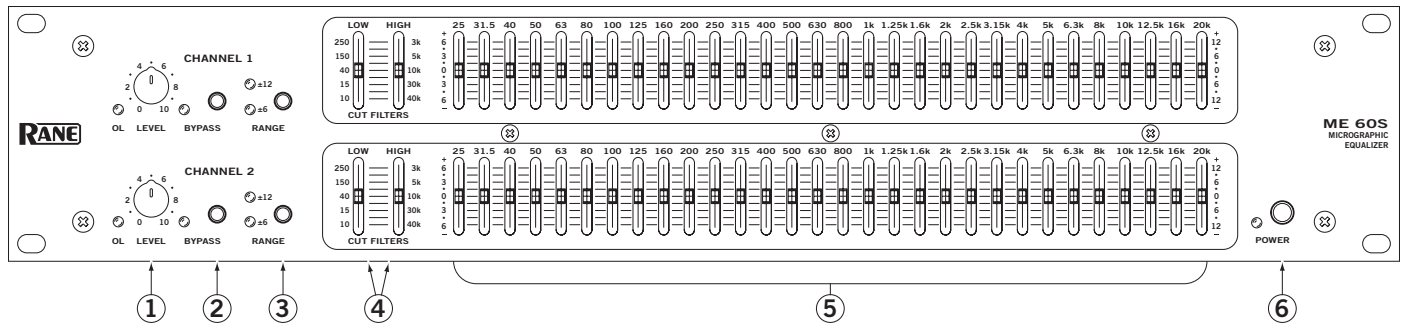 LOW HIGH 25 31.5 40 50 63 80 100 125 160 200 250 315 400 500 630 800 1k 1.25k 1.6k 2k 2.5k 3.15k 4k 5k 6.3k 8k 10k 12.5k 16k 20k
CHANNEL 1
0 2 4 6 8 10
OL LEVEL BYPASS RANGE
±12
±6
250 3k
150 5k
40 10k
15 30k
10 40k
CUT FILTERS
+ +
6 12
3 6
0 0
3 6
6 12
– –
RANE
ME 60S
MICROGRAPHIC
EQUALIZER
LOW HIGH 25 31.5 40 50 63 80 100 125 160 200 250 315 400 500 630 800 1k 1.25k 1.6k 2k 2.5k 3.15k 4k 5k 6.3k 8k 10k 12.5k 16k 20k
CHANNEL 2
0 2 4 6 8 10
OL LEVEL BYPASS RANGE
±12
±6
250 3k
150 5k
40 10k
15 30k
10 40k
CUT FILTERS
+ +
6 12
3 6
0 0
3 6
6 12
– –
POWER
1 2 3 4 5 6